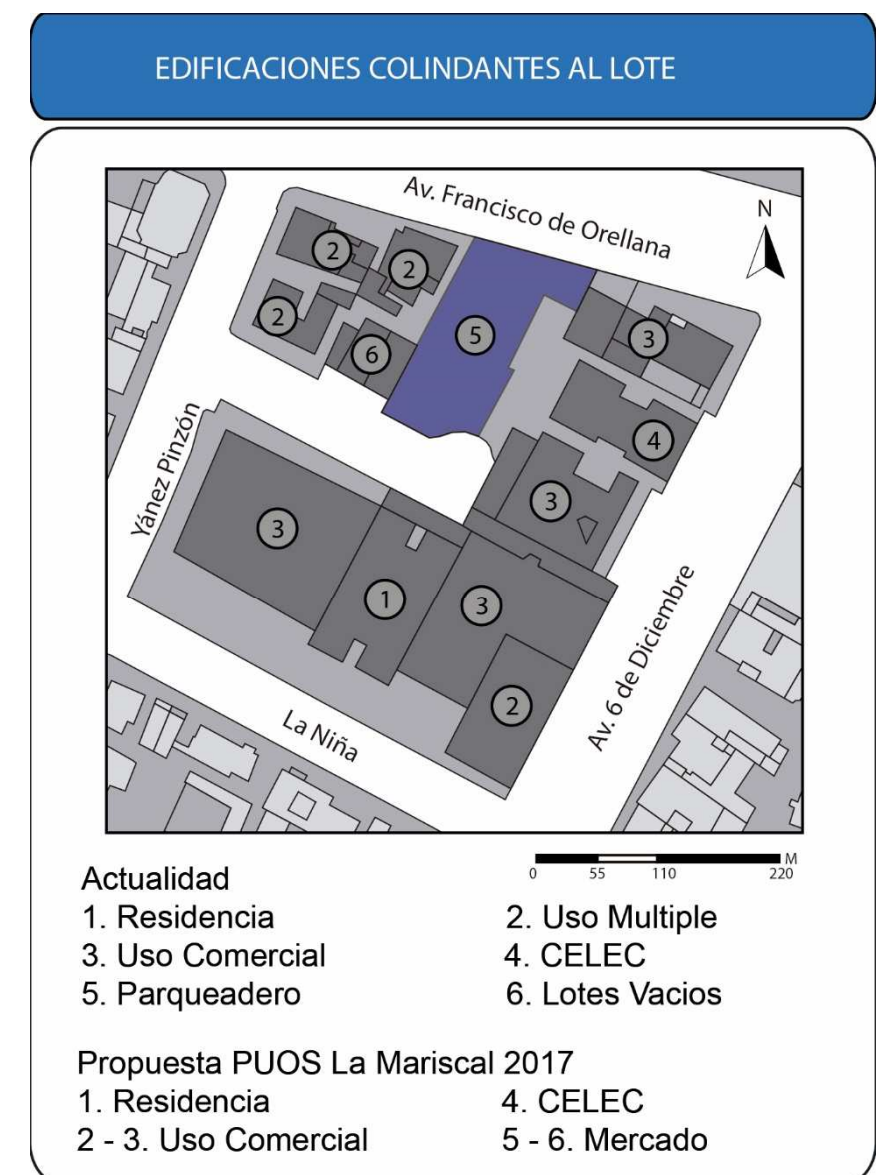 EDIFICACIONES COLINDANTES AL LOTE
Av. Francisco de Orellana
N
2
2
2
3
5
6
4
Yánez Pinzón
3
3
1
3
Av. 6 de Diciembre
2
La Niña
M
0 55 110 220
Actualidad
1. Residencia 2. Uso Multiple
3. Uso Comercial 4. CELEC
5. Parqueadero 6. Lotes Vacios
Propuesta PUOS La Mariscal 2017
1. Residencia 4. CELEC
2 - 3. Uso Comercial 5 - 6. Mercado